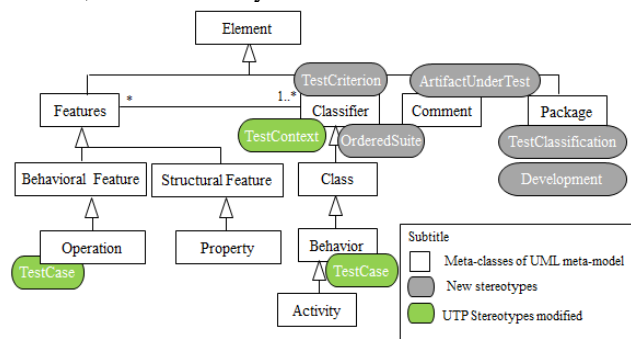 Element
TestCriterion
ArtifactUnderTest
*
1..*
Features
Classifier
Comment
Package
TestContext
OrderedSuite
TestClassification
Behavioral Feature
Structural Feature
Class
Development
Operation
Property
Behavior
TestCase
TestCase
Activity
Subtitle
Meta-classes of UML meta-model
New stereotypes
UTP Stereotypes modified